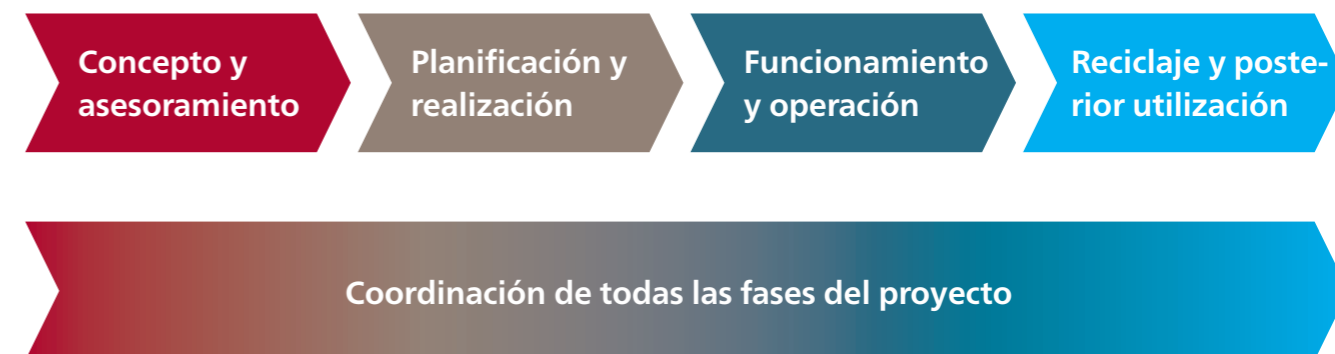 Concepto y
asesoramiento
Planificación y
realización
Funcionamiento
y operación
Reciclaje y poste-
rior utilización
Coordinación de todas las fases del proyecto